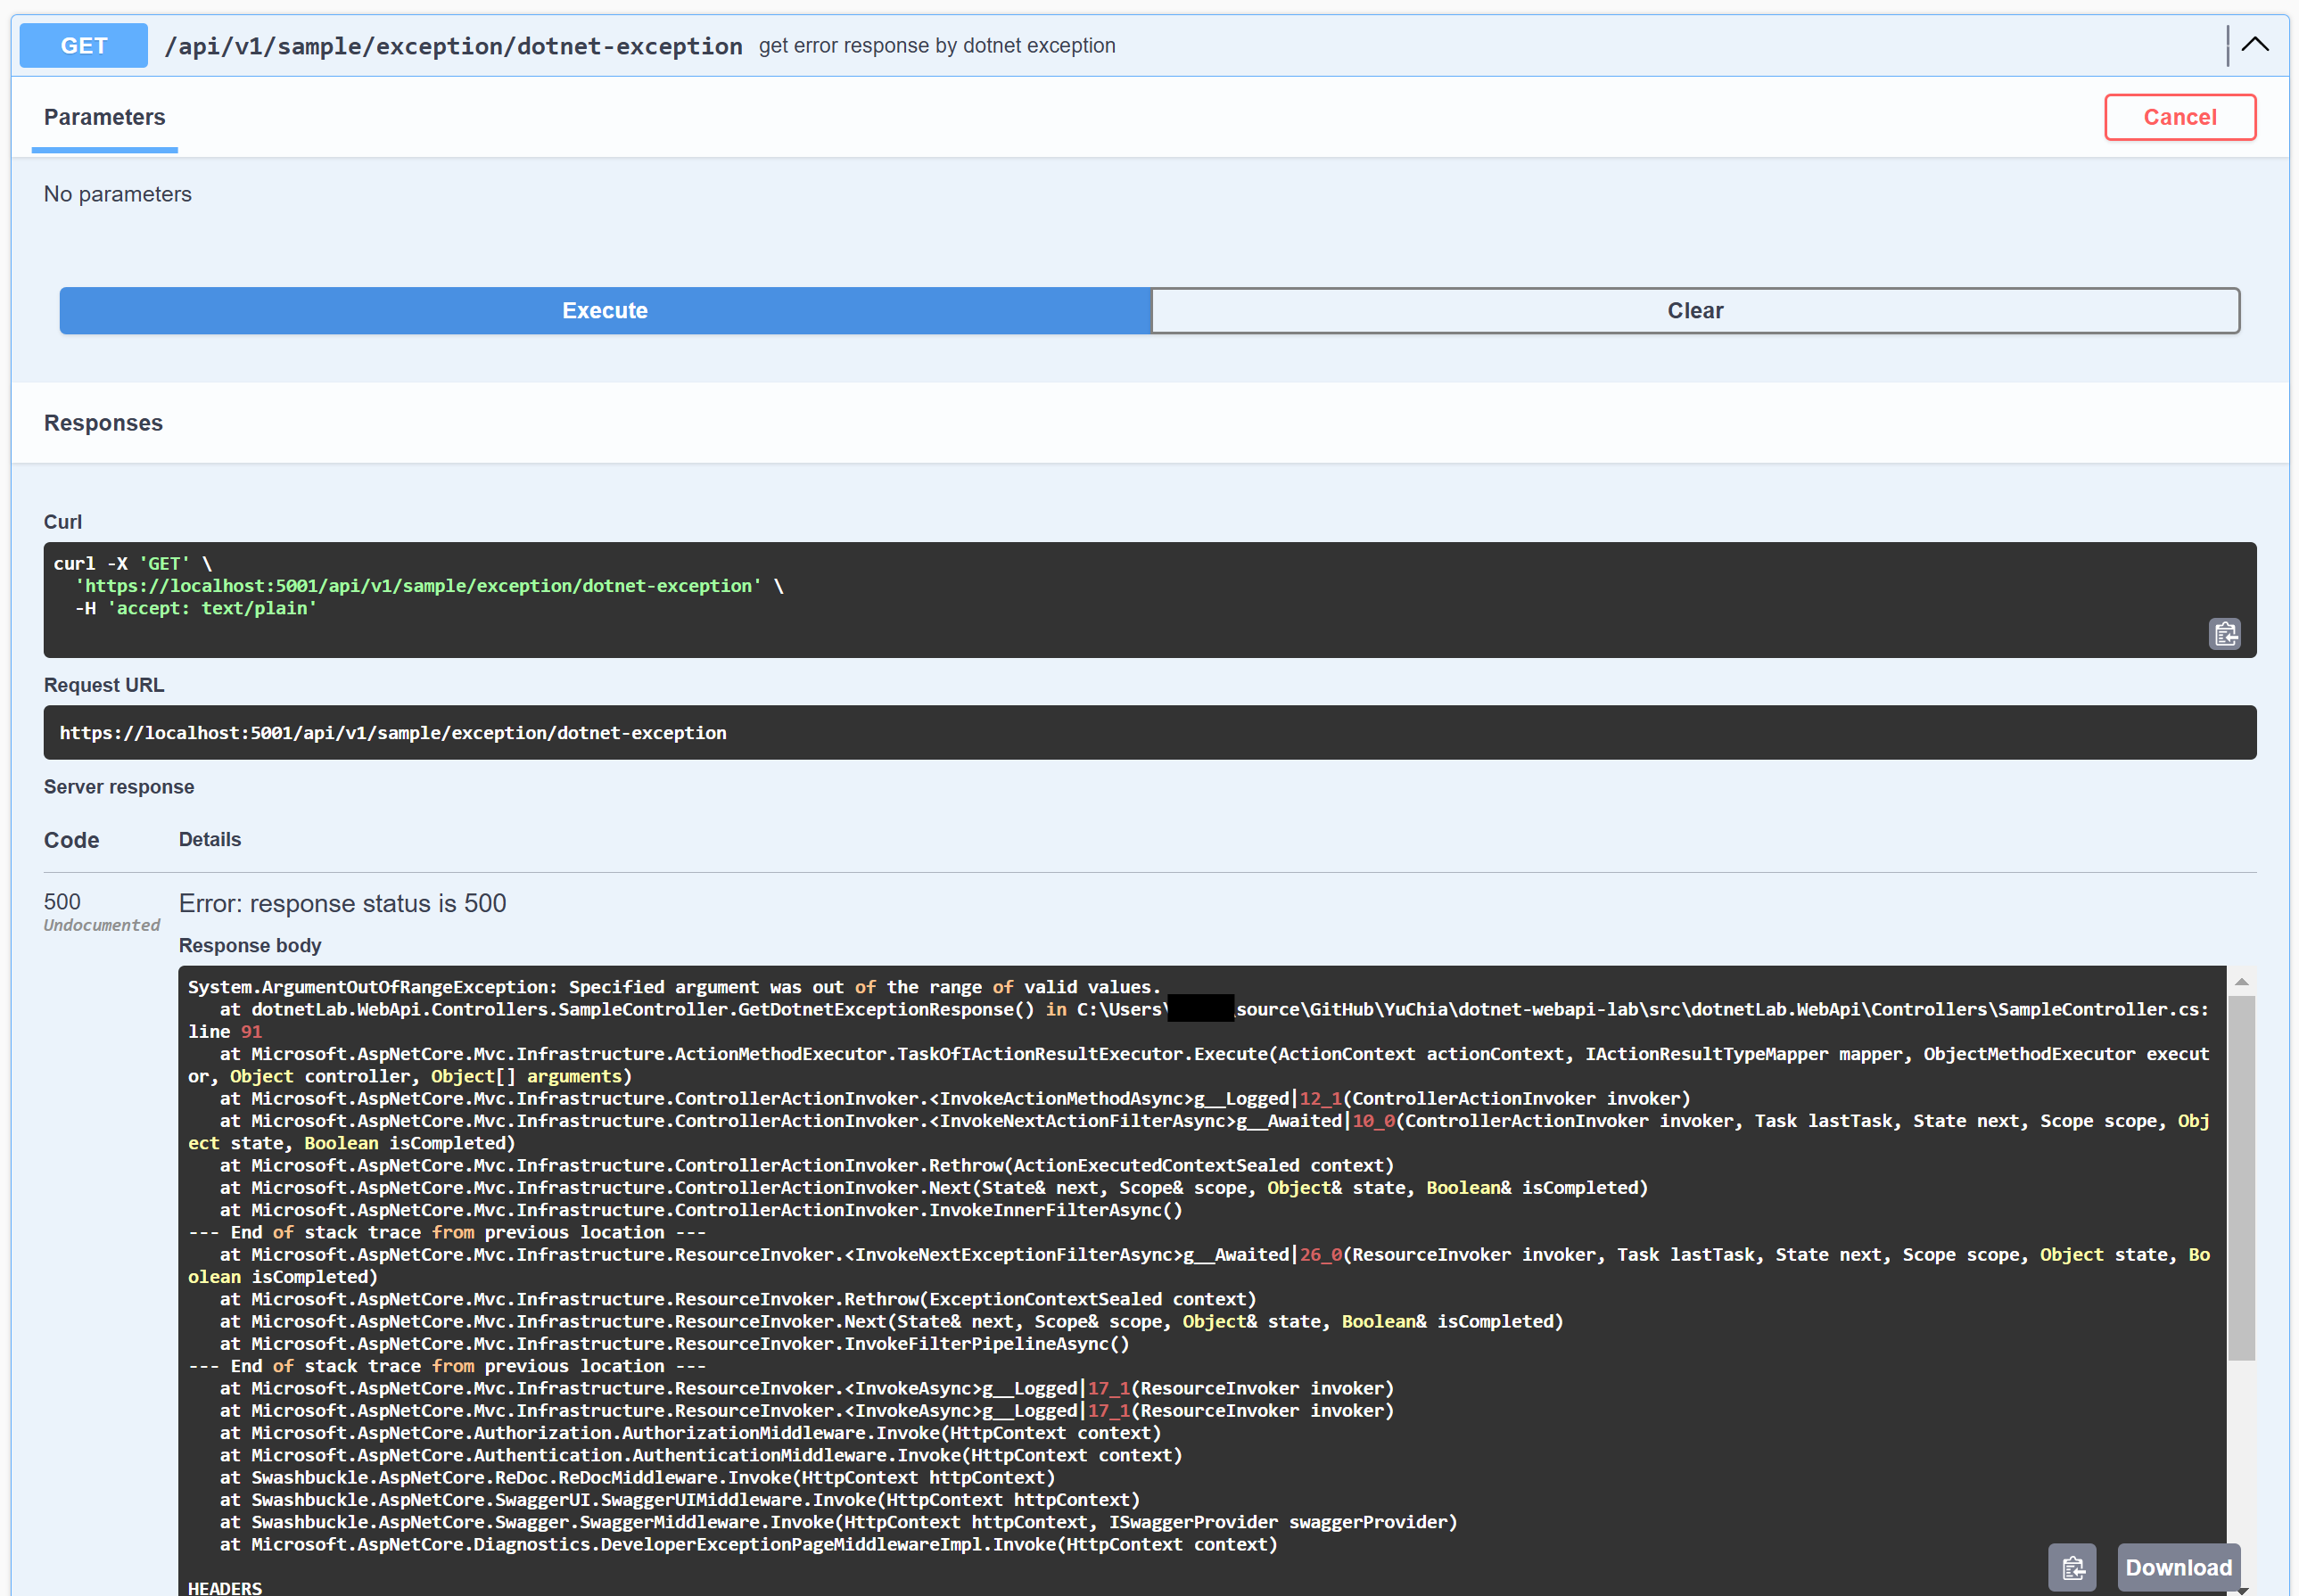 GET /api/v1/sample/exception/dotnet-exception get error response by dotnet exception
Parameters
Cancel
No parameters
Execute
Clear
Responses
Curl
curl -X 'GET' \
'https://localhost:5001/api/v1/sample/exception/dotnet-exception' \
-H 'accept: text/plain'
Request URL
https://localhost:5001/api/v1/sample/exception/dotnet-exception
Server response
Code Details
500 Error: response status is 500
Undocumented
Response body
System.ArgumentOutOfRangeException: Specified argument was out of the range of valid values.
at dotnetLab.WebApi.Controllers.SampleController.GetDotnetExceptionResponse() in C:\Users\ source\GitHub\YuChia\dotnet-webapi-lab\src\dotnetLab.WebApi\Controllers\SampleController.cs:
line 91
at Microsoft.AspNetCore.Mvc.Infrastructure.ActionMethodExecutor.TaskOfIActionResultExecutor.Execute(ActionContext actionContext, IActionResultTypeMapper mapper, ObjectMethodExecutor execut
or, Object controller, Object[] arguments)
at Microsoft.AspNetCore.Mvc.Infrastructure.ControllerActionInvoker.<InvokeActionMethodAsync>g__Logged|12_1(ControllerActionInvoker invoker)
at Microsoft.AspNetCore.Mvc.Infrastructure.ControllerActionInvoker.<InvokeNextActionFilterAsync>g__Awaited|10_0(ControllerActionInvoker invoker, Task lastTask, State next, Scope scope, Obj
ect state, Boolean isCompleted)
at Microsoft.AspNetCore.Mvc.Infrastructure.ControllerActionInvoker.Rethrow(ActionExecutedContextSealed context)
at Microsoft.AspNetCore.Mvc.Infrastructure.ControllerActionInvoker.Next(State& next, Scope& scope, Object& state, Boolean& isCompleted)
at Microsoft.AspNetCore.Mvc.Infrastructure.ControllerActionInvoker.InvokeInnerFilterAsync()
--- End of stack trace from previous location ---
at Microsoft.AspNetCore.Mvc.Infrastructure.ResourceInvoker.<InvokeNextExceptionFilterAsync>g__Awaited|26_0(ResourceInvoker invoker, Task lastTask, State next, Scope scope, Object state, Bo
olean isCompleted)
at Microsoft.AspNetCore.Mvc.Infrastructure.ResourceInvoker.Rethrow(ExceptionContextSealed context)
at Microsoft.AspNetCore.Mvc.Infrastructure.ResourceInvoker.Next(State& next, Scope& scope, Object& state, Boolean& isCompleted)
at Microsoft.AspNetCore.Mvc.Infrastructure.ResourceInvoker.InvokeFilterPipelineAsync()
--- End of stack trace from previous location ---
at Microsoft.AspNetCore.Mvc.Infrastructure.ResourceInvoker.<InvokeAsync>g__Logged|17_1(ResourceInvoker invoker)
at Microsoft.AspNetCore.Mvc.Infrastructure.ResourceInvoker.<InvokeAsync>g__Logged|17_1(ResourceInvoker invoker)
at Microsoft.AspNetCore.Authorization.AuthorizationMiddleware.Invoke(HttpContext context)
at Microsoft.AspNetCore.Authentication.AuthenticationMiddleware.Invoke(HttpContext context)
at Swashbuckle.AspNetCore.ReDoc.ReDocMiddleware.Invoke(HttpContext httpContext)
at Swashbuckle.AspNetCore.SwaggerUI.SwaggerUIMiddleware.Invoke(HttpContext httpContext)
at Swashbuckle.AspNetCore.Swagger.SwaggerMiddleware.Invoke(HttpContext httpContext, ISwaggerProvider swaggerProvider)
at Microsoft.AspNetCore.Diagnostics.DeveloperExceptionPageMiddlewareImpl.Invoke(HttpContext context)
Download
HEADERS